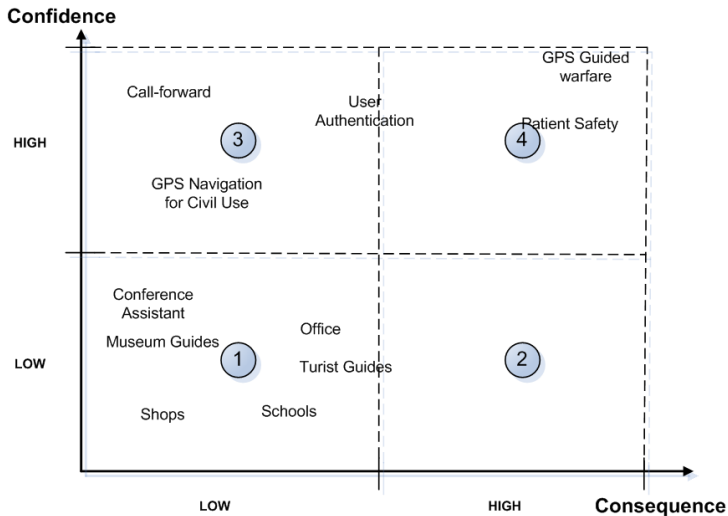 Confidence
GPS Guided
warfare
Call-forward
User
Authentication
Patient Safety
HIGH
3
4
GPS Navigation
for Civil Use
Conference
Assistant
Office
Museum Guides
LOW
1
2
Turist Guides
Shops
Schools
LOW
HIGH
Consequence